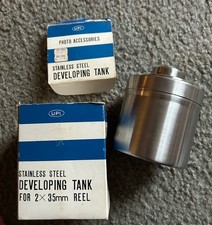 UPI
PHOTO ACCESSORIES
STAINLESS STEEL
DEVELOPING TANK
UPI
STAINLESS STEEL
DEVELOPING TANK
FOR 2 × 35mm REEL